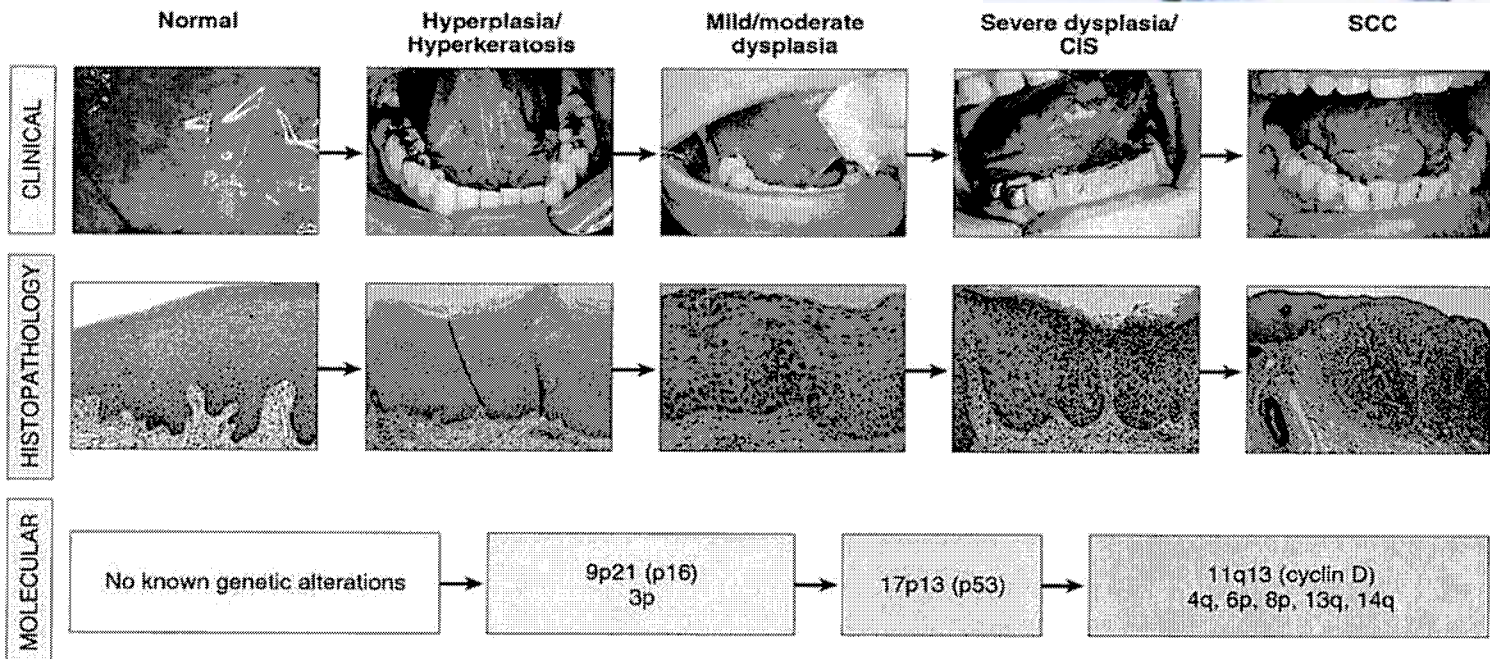 Normal
Hyperplasia/
Hyperkeratosis
Mild/moderate
dysplasia
Severe dysplasia/
CIS
SCC
CLINICAL
HISTOPATHOLOGY
MOLECULAR
No known genetic alterations
9p21 (p16)
3p
17p13 (p53)
11q13 (cyclin D)
4q, 6p, 8p, 13q, 14q